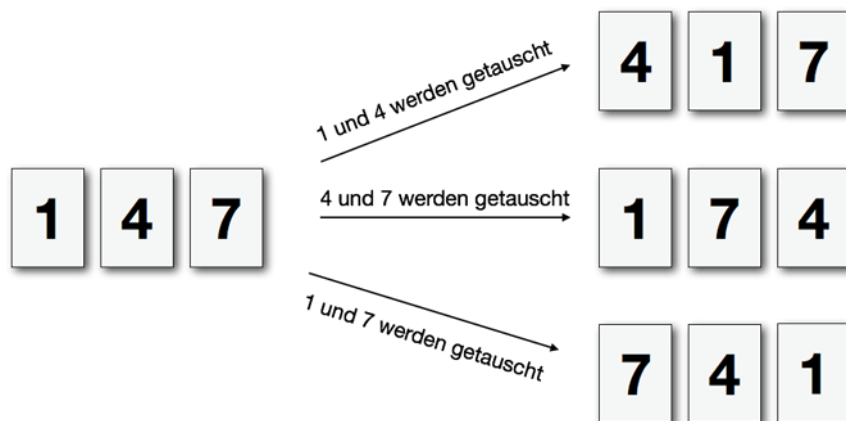 4 1 7
1 und 4 werden getauscht
1 4 7
4 und 7 werden getauscht
1 7 4
1 und 7 werden getauscht
7 4 1